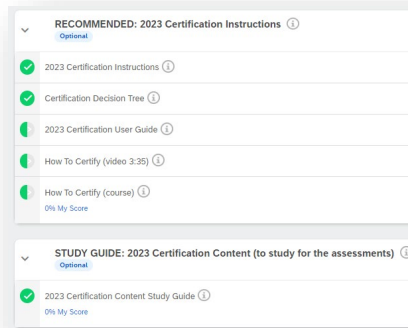 RECOMMENDED: 2023 Certification Instructions
Optional
2023 Certification Instructions
Certification Decision Tree
2023 Certification User Guide
How To Certify (video 3:35)
How To Certify (course)
0% My Score
STUDY GUIDE: 2023 Certification Content (to study for the assessments)
Optional
2023 Certification Content Study Guide
0% My Score